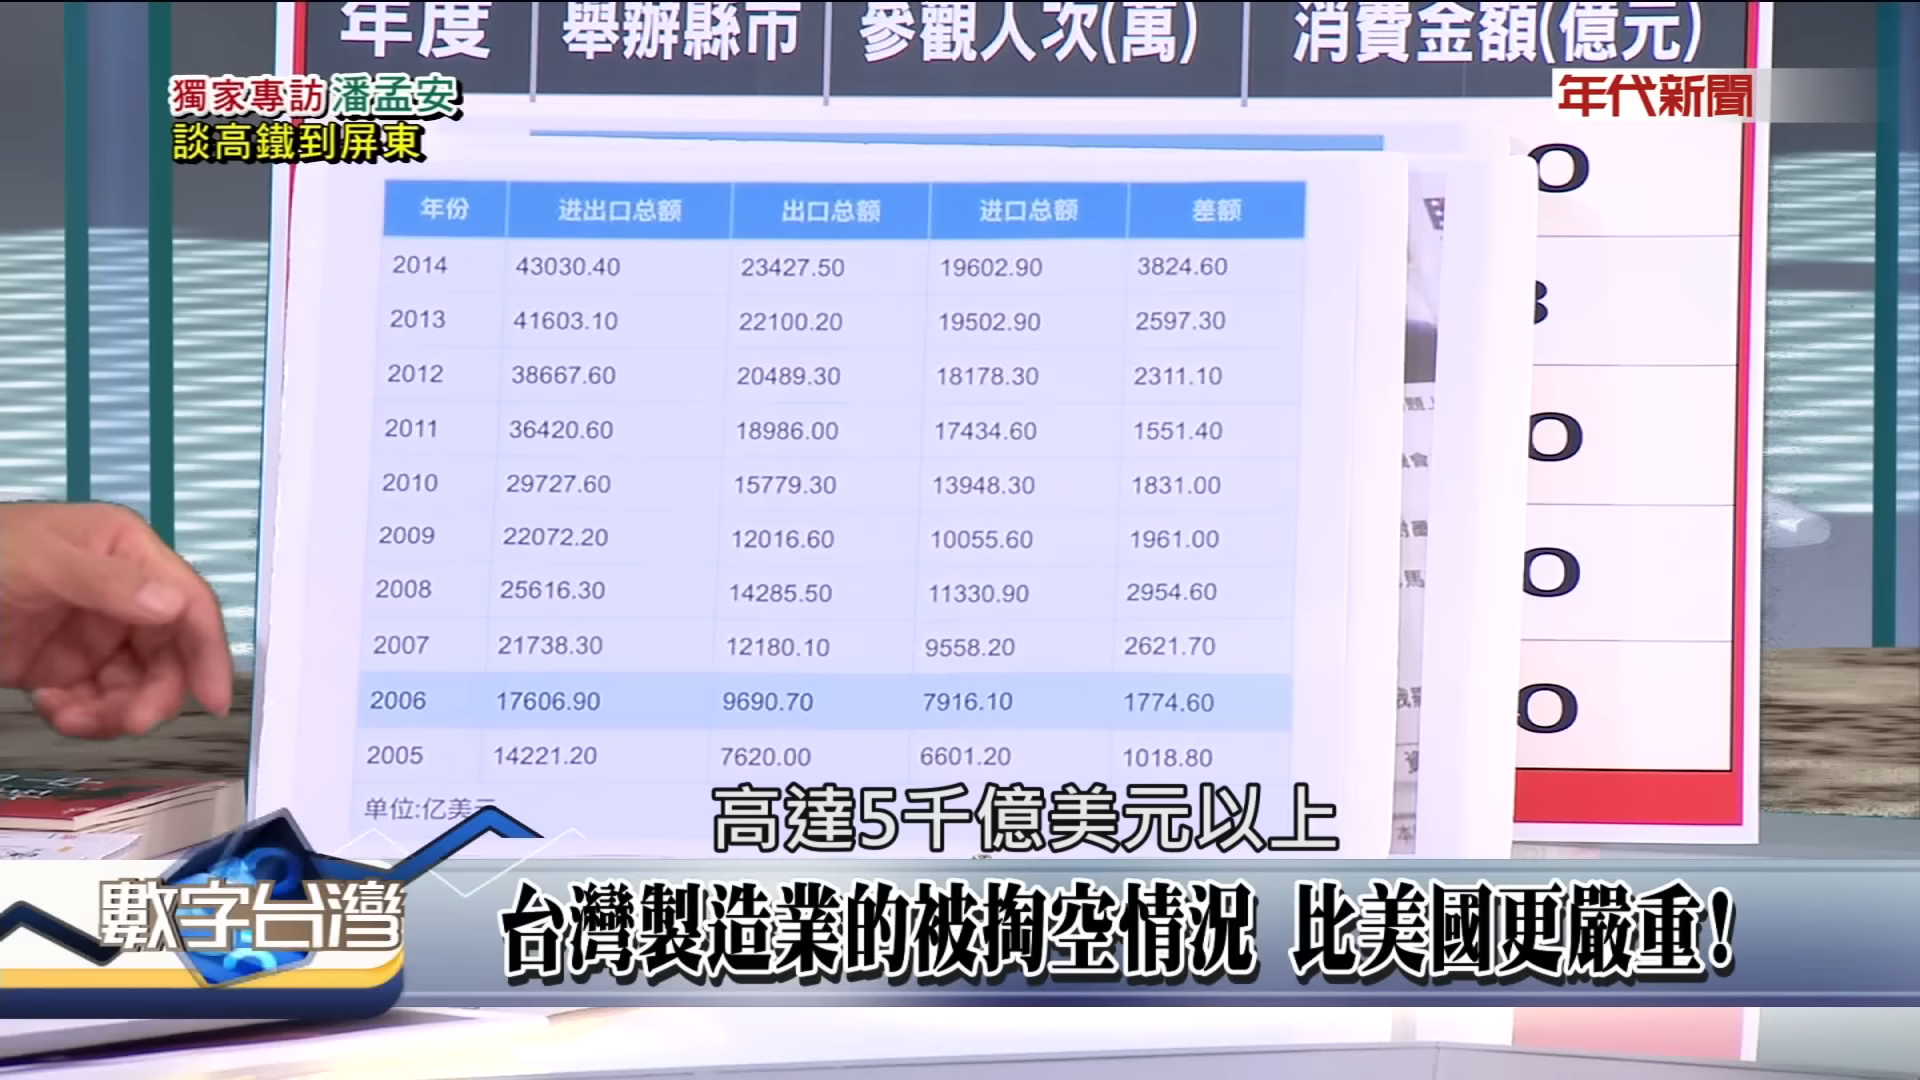 年度 舉辦縣市 參觀人次(萬) 消費金額(億元)
獨家專訪潘孟安
談高鐵到屏東
年代新聞
年份 进出口总额 出口总额 进口总额 差额
2014 43030.40 23427.50 19602.90 3824.60
2013 41603.10 22100.20 19502.90 2597.30
2012 38667.60 20489.30 18178.30 2311.10
2011 36420.60 18986.00 17434.60 1551.40
2010 29727.60 15779.30 13948.30 1831.00
2009 22072.20 12016.60 10055.60 1961.00
2008 25616.30 14285.50 11330.90 2954.60
2007 21738.30 12180.10 9558.20 2621.70
2006 17606.90 9690.70 7916.10 1774.60
2005 14221.20 7620.00 6601.20 1018.80
单位:亿美元
高達5千億美元以上
數字台灣
台灣製造業的被掏空情況 比美國更嚴重!